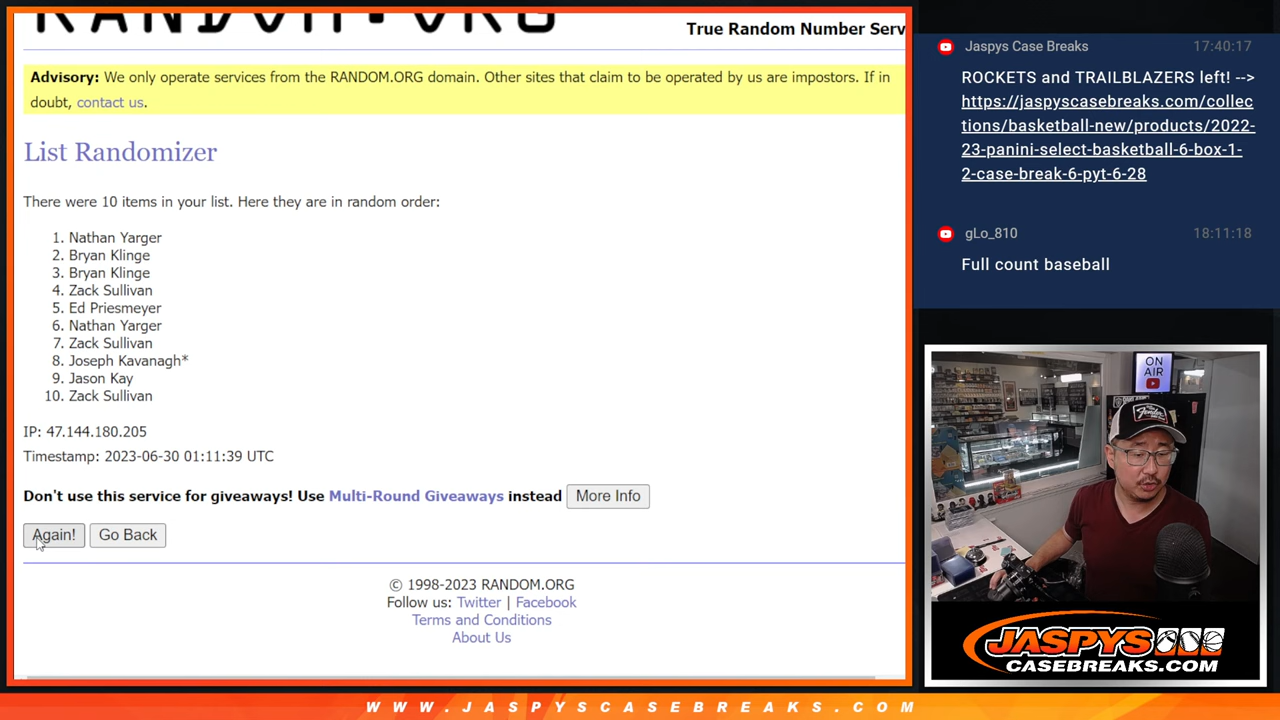 RANDOM.ORG
True Random Number Serv
Advisory: We only operate services from the RANDOM.ORG domain. Other sites that claim to be operated by us are impostors. If in
doubt, contact us.
List Randomizer
There were 10 items in your list. Here they are in random order:
1. Nathan Yarger
2. Bryan Klinge
3. Bryan Klinge
4. Zack Sullivan
5. Ed Priesmeyer
6. Nathan Yarger
7. Zack Sullivan
8. Joseph Kavanagh*
9. Jason Kay
10. Zack Sullivan
IP: 47.144.180.205
Timestamp: 2023-06-30 01:11:39 UTC
Don't use this service for giveaways! Use Multi-Round Giveaways instead More Info
Again! Go Back
© 1998-2023 RANDOM.ORG
Follow us: Twitter | Facebook
Terms and Conditions
About Us
Jaspys Case Breaks 17:40:17
ROCKETS and TRAILBLAZERS left! -->
https://jaspyscasebreaks.com/collec
tions/basketball-new/products/2022-
23-panini-select-basketball-6-box-1-
2-case-break-6-pyt-6-28
gLo_810 18:11:18
Full count baseball
ON
AIR
Fender
JASPYS
CASEBREAKS.COM
WWW.JASPYSCASEBREAKS.COM